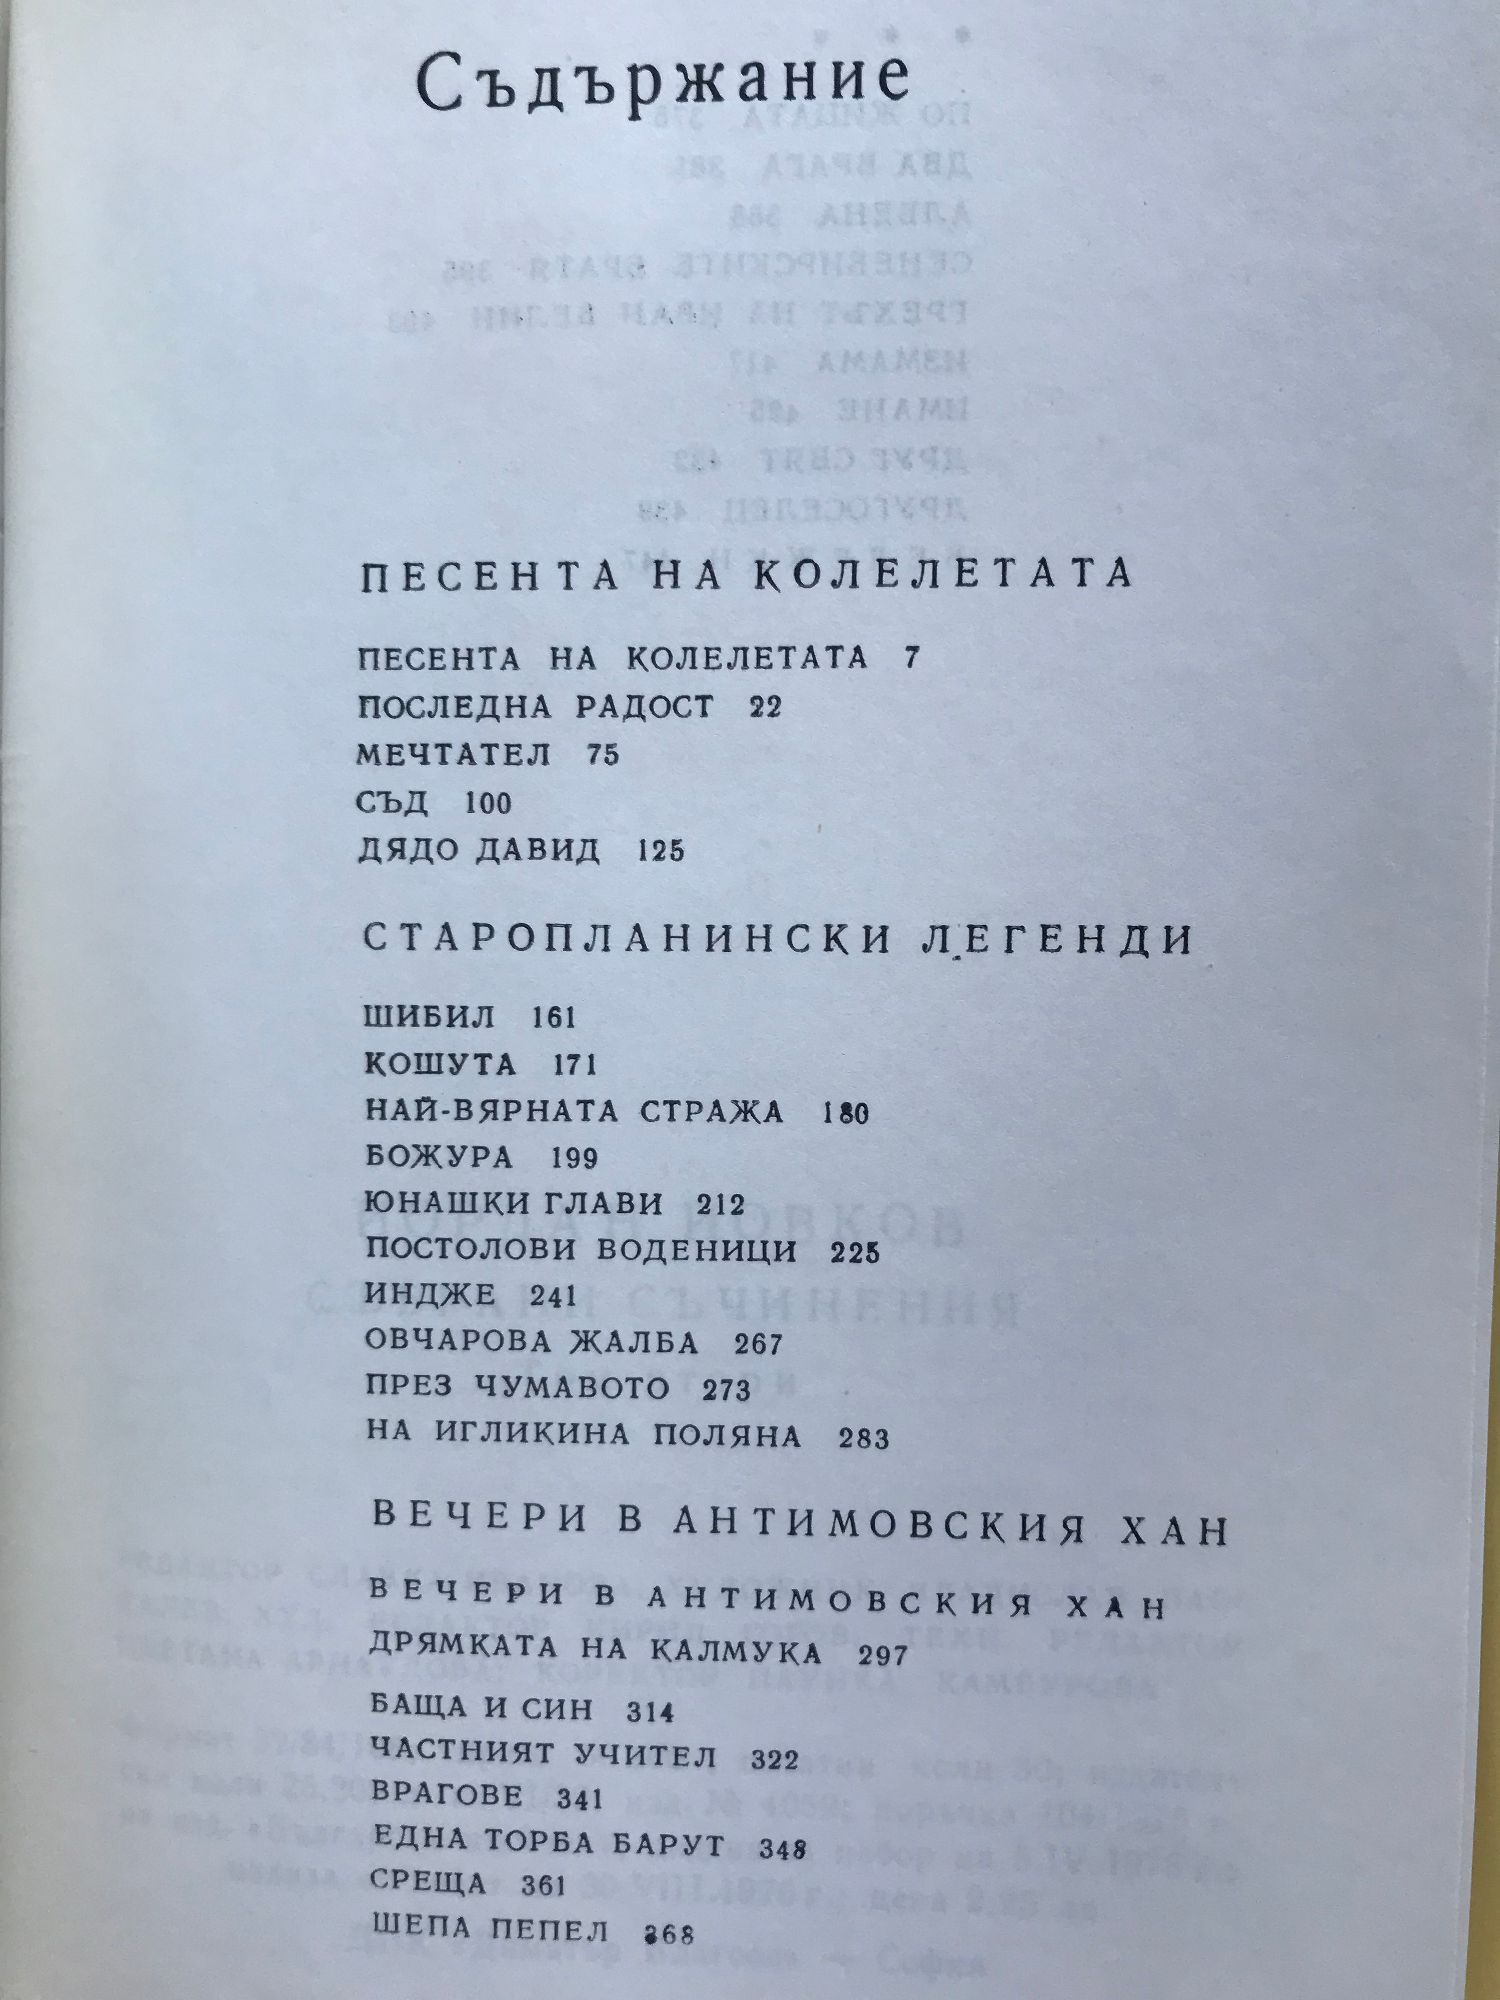 Съдържание
ПЕСЕНТА НА КОЛЕЛЕТАТА
ПЕСЕНТА НА КОЛЕЛЕТАТА 7
ПОСЛЕДНА РАДОСТ 22
МЕЧТАТЕЛ 75
СЪД 100
ДЯДО ДАВИД 125
СТАРОПЛАНИНСКИ ЛЕГЕНДИ
ШИБИЛ 161
КОШУТА 171
НАЙ-ВЯРНАТА СТРАЖА 180
БОЖУРА 199
ЮНАШКИ ГЛАВИ 212
ПОСТОЛОВИ ВОДЕНИЦИ 225
ИНДЖЕ 241
ОВЧАРОВА ЖАЛБА 267
ПРЕЗ ЧУМАВОТО 273
НА ИГЛИКИНА ПОЛЯНА 283
ВЕЧЕРИ В АНТИМОВСКИЯ ХАН
ВЕЧЕРИ В АНТИМОВСКИЯ ХАН
ДРЯМКАТА НА КАЛМУКА 297
БАЩА И СИН 314
ЧАСТНИЯТ УЧИТЕЛ 322
ВРАГОВЕ 341
ЕДНА ТОРБА БАРУТ 348
СРЕЩА 361
ШЕПА ПЕПЕЛ 368